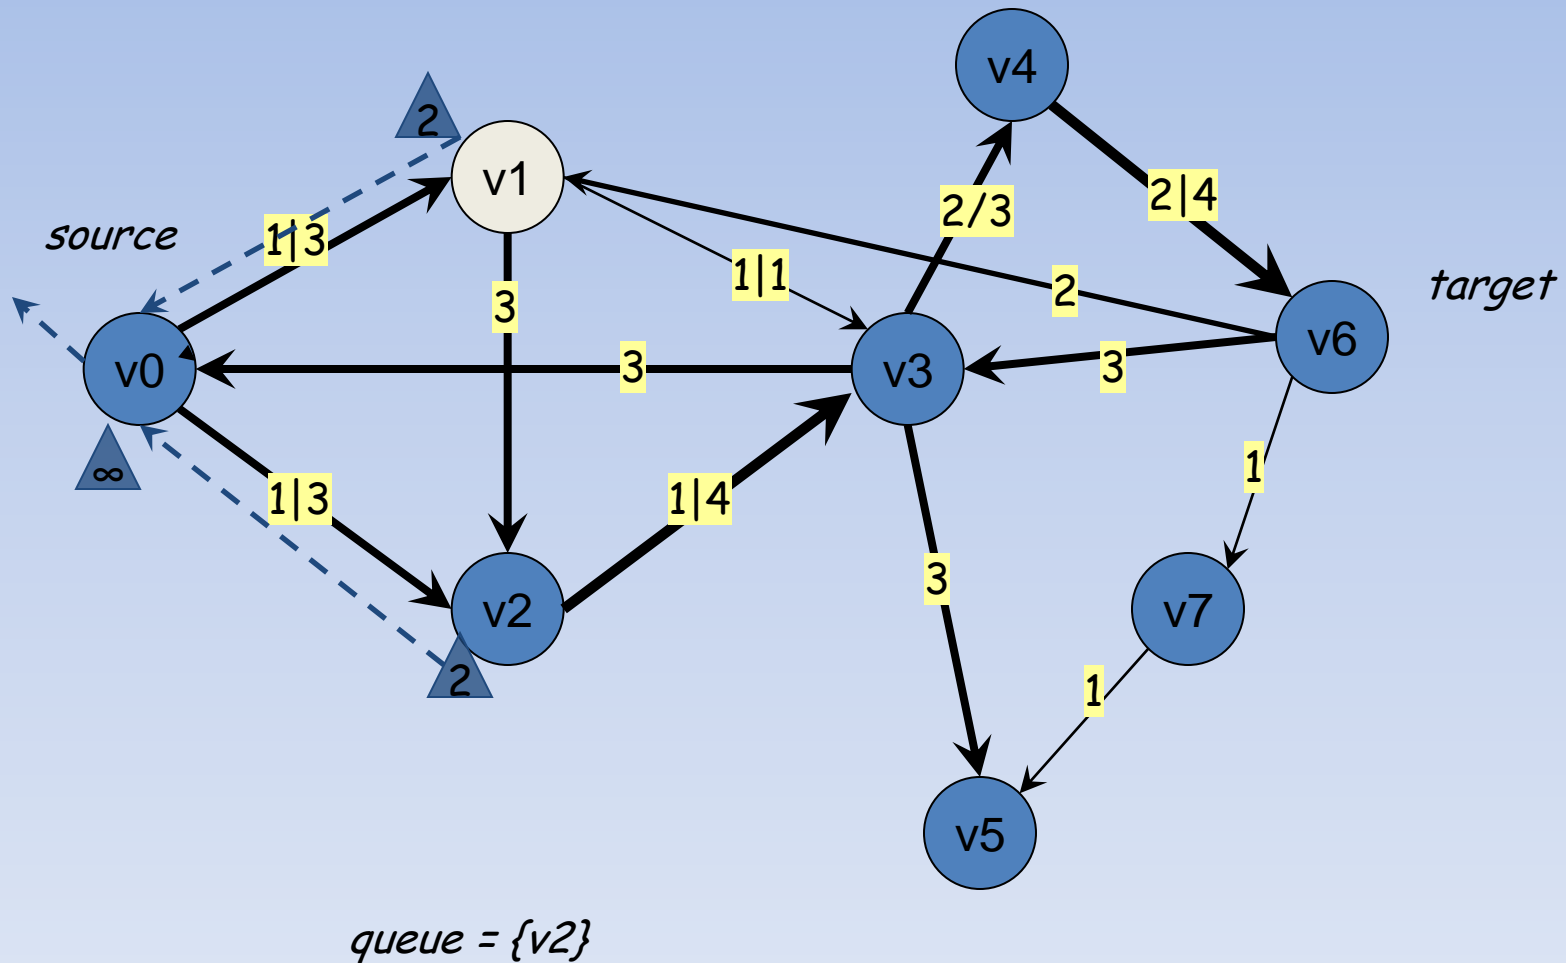 v4
2
v1
2/3
2|4
source
1|3
1|1
2
target
3
v0
3
v3
3
v6
∞
1|3
1|4
1
3
v2
v7
2
1
v5
queue = {v2}